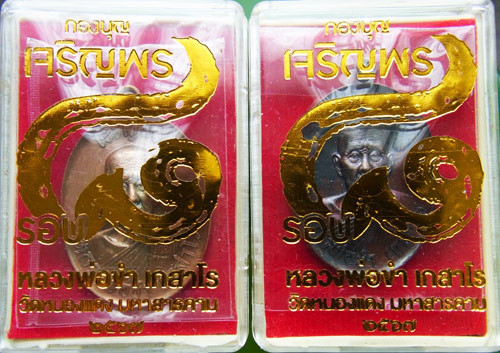 กองบุญ
เจริญพร
๘
รอบ
หลวงพ่อขำ เกสาโร
วัดหนองแดง มหาสารคาม
๒๕๖๗
กองบุญ
เจริญพร
๘
รอบ
หลวงพ่อขำ เกสาโร
วัดหนองแดง มหาสารคาม
๒๕๖๗